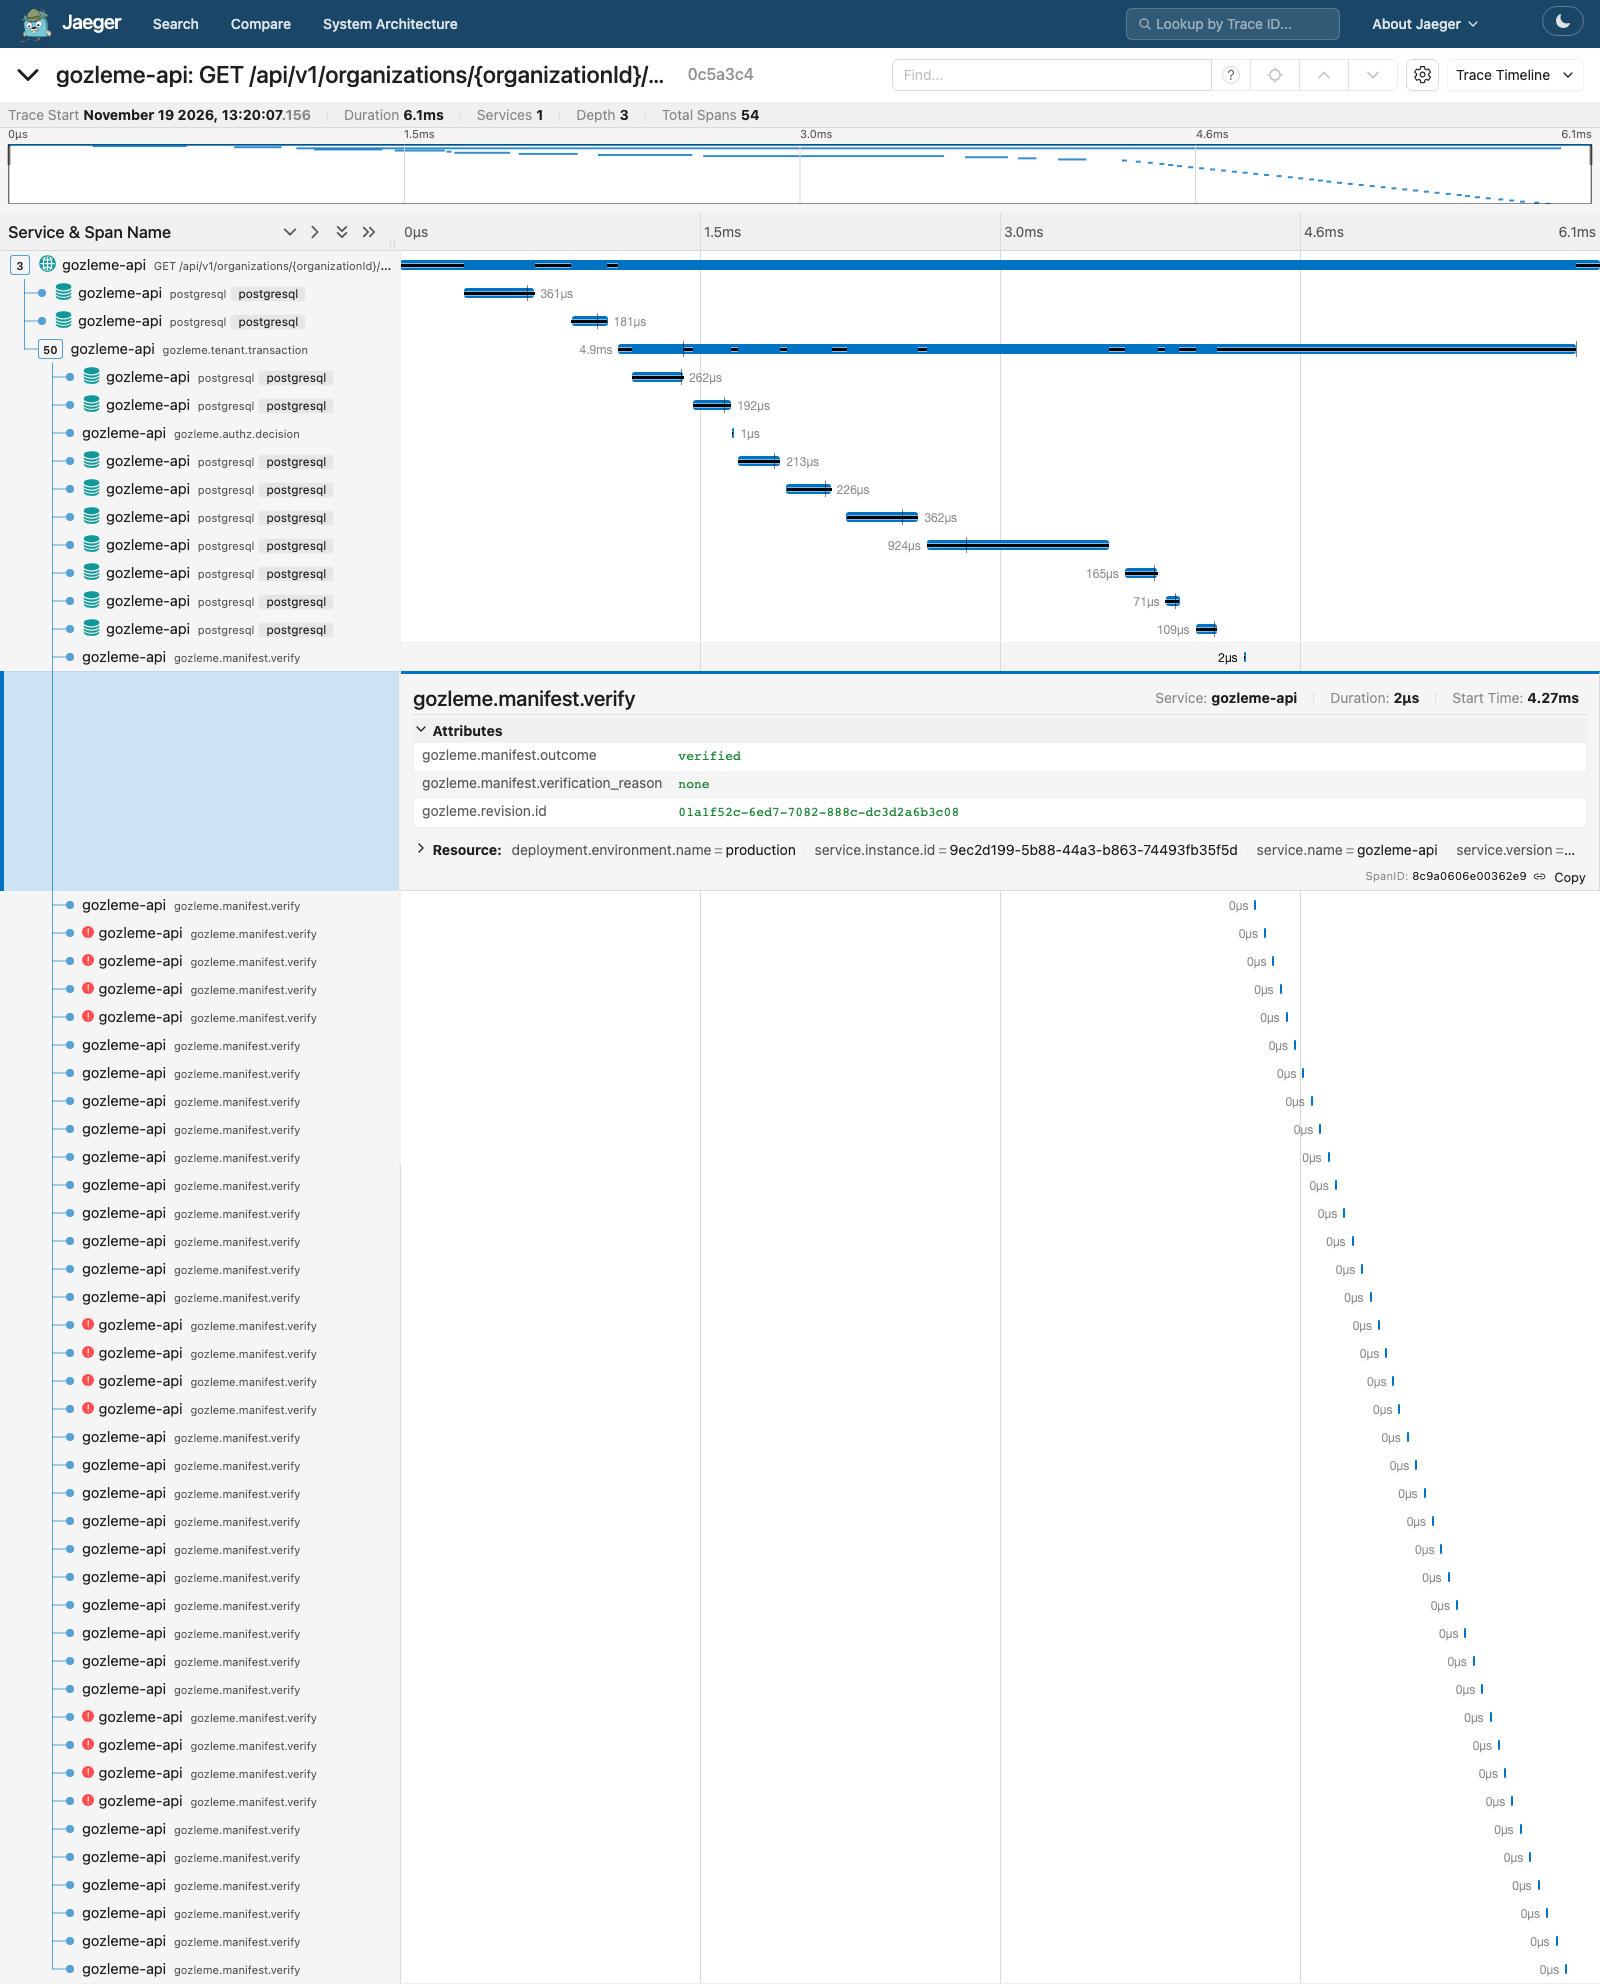 Jaeger Search Compare System Architecture Lookup by Trace ID... About Jaeger
gozleme-api: GET /api/v1/organizations/{organizationId}/... 0c5a3c4 Find... ? Trace Timeline
Trace Start November 19 2026, 13:20:07.156 Duration 6.1ms Services 1 Depth 3 Total Spans 54
0μs 1.5ms 3.0ms 4.6ms 6.1ms
Service & Span Name 0μs 1.5ms 3.0ms 4.6ms 6.1ms
3 gozleme-api GET /api/v1/organizations/{organizationId}/...
gozleme-api postgresql postgresql 361μs
gozleme-api postgresql postgresql 181μs
50 gozleme-api gozleme.tenant.transaction 4.9ms
gozleme-api postgresql postgresql 262μs
gozleme-api postgresql postgresql 192μs
gozleme-api gozleme.authz.decision 1μs
gozleme-api postgresql postgresql 213μs
gozleme-api postgresql postgresql 226μs
gozleme-api postgresql postgresql 362μs
gozleme-api postgresql postgresql 924μs
gozleme-api postgresql postgresql 165μs
gozleme-api postgresql postgresql 71μs
gozleme-api postgresql postgresql 109μs
gozleme-api gozleme.manifest.verify 2μs
gozleme.manifest.verify Service: gozleme-api Duration: 2μs Start Time: 4.27ms
Attributes
gozleme.manifest.outcome verified
gozleme.manifest.verification_reason none
gozleme.revision.id 01a1f52c-6ed7-7082-888c-dc3d2a6b3c08
Resource: deployment.environment.name = production service.instance.id = 9ec2d199-5b88-44a3-b863-74493fb35f5d service.name = gozleme-api service.version =...
SpanID: 8c9a0606e00362e9 Copy
gozleme-api gozleme.manifest.verify 0μs
! gozleme-api gozleme.manifest.verify 0μs
! gozleme-api gozleme.manifest.verify 0μs
! gozleme-api gozleme.manifest.verify 0μs
! gozleme-api gozleme.manifest.verify 0μs
gozleme-api gozleme.manifest.verify 0μs
gozleme-api gozleme.manifest.verify 0μs
gozleme-api gozleme.manifest.verify 0μs
gozleme-api gozleme.manifest.verify 0μs
gozleme-api gozleme.manifest.verify 0μs
gozleme-api gozleme.manifest.verify 0μs
gozleme-api gozleme.manifest.verify 0μs
gozleme-api gozleme.manifest.verify 0μs
gozleme-api gozleme.manifest.verify 0μs
gozleme-api gozleme.manifest.verify 0μs
! gozleme-api gozleme.manifest.verify 0μs
! gozleme-api gozleme.manifest.verify 0μs
! gozleme-api gozleme.manifest.verify 0μs
! gozleme-api gozleme.manifest.verify 0μs
gozleme-api gozleme.manifest.verify 0μs
gozleme-api gozleme.manifest.verify 0μs
gozleme-api gozleme.manifest.verify 0μs
gozleme-api gozleme.manifest.verify 0μs
gozleme-api gozleme.manifest.verify 0μs
gozleme-api gozleme.manifest.verify 0μs
gozleme-api gozleme.manifest.verify 0μs
gozleme-api gozleme.manifest.verify 0μs
gozleme-api gozleme.manifest.verify 0μs
gozleme-api gozleme.manifest.verify 0μs
! gozleme-api gozleme.manifest.verify 0μs
! gozleme-api gozleme.manifest.verify 0μs
! gozleme-api gozleme.manifest.verify 0μs
! gozleme-api gozleme.manifest.verify 0μs
gozleme-api gozleme.manifest.verify 0μs
gozleme-api gozleme.manifest.verify 0μs
gozleme-api gozleme.manifest.verify 0μs
gozleme-api gozleme.manifest.verify 0μs
gozleme-api gozleme.manifest.verify 0μs
gozleme-api gozleme.manifest.verify 0μs